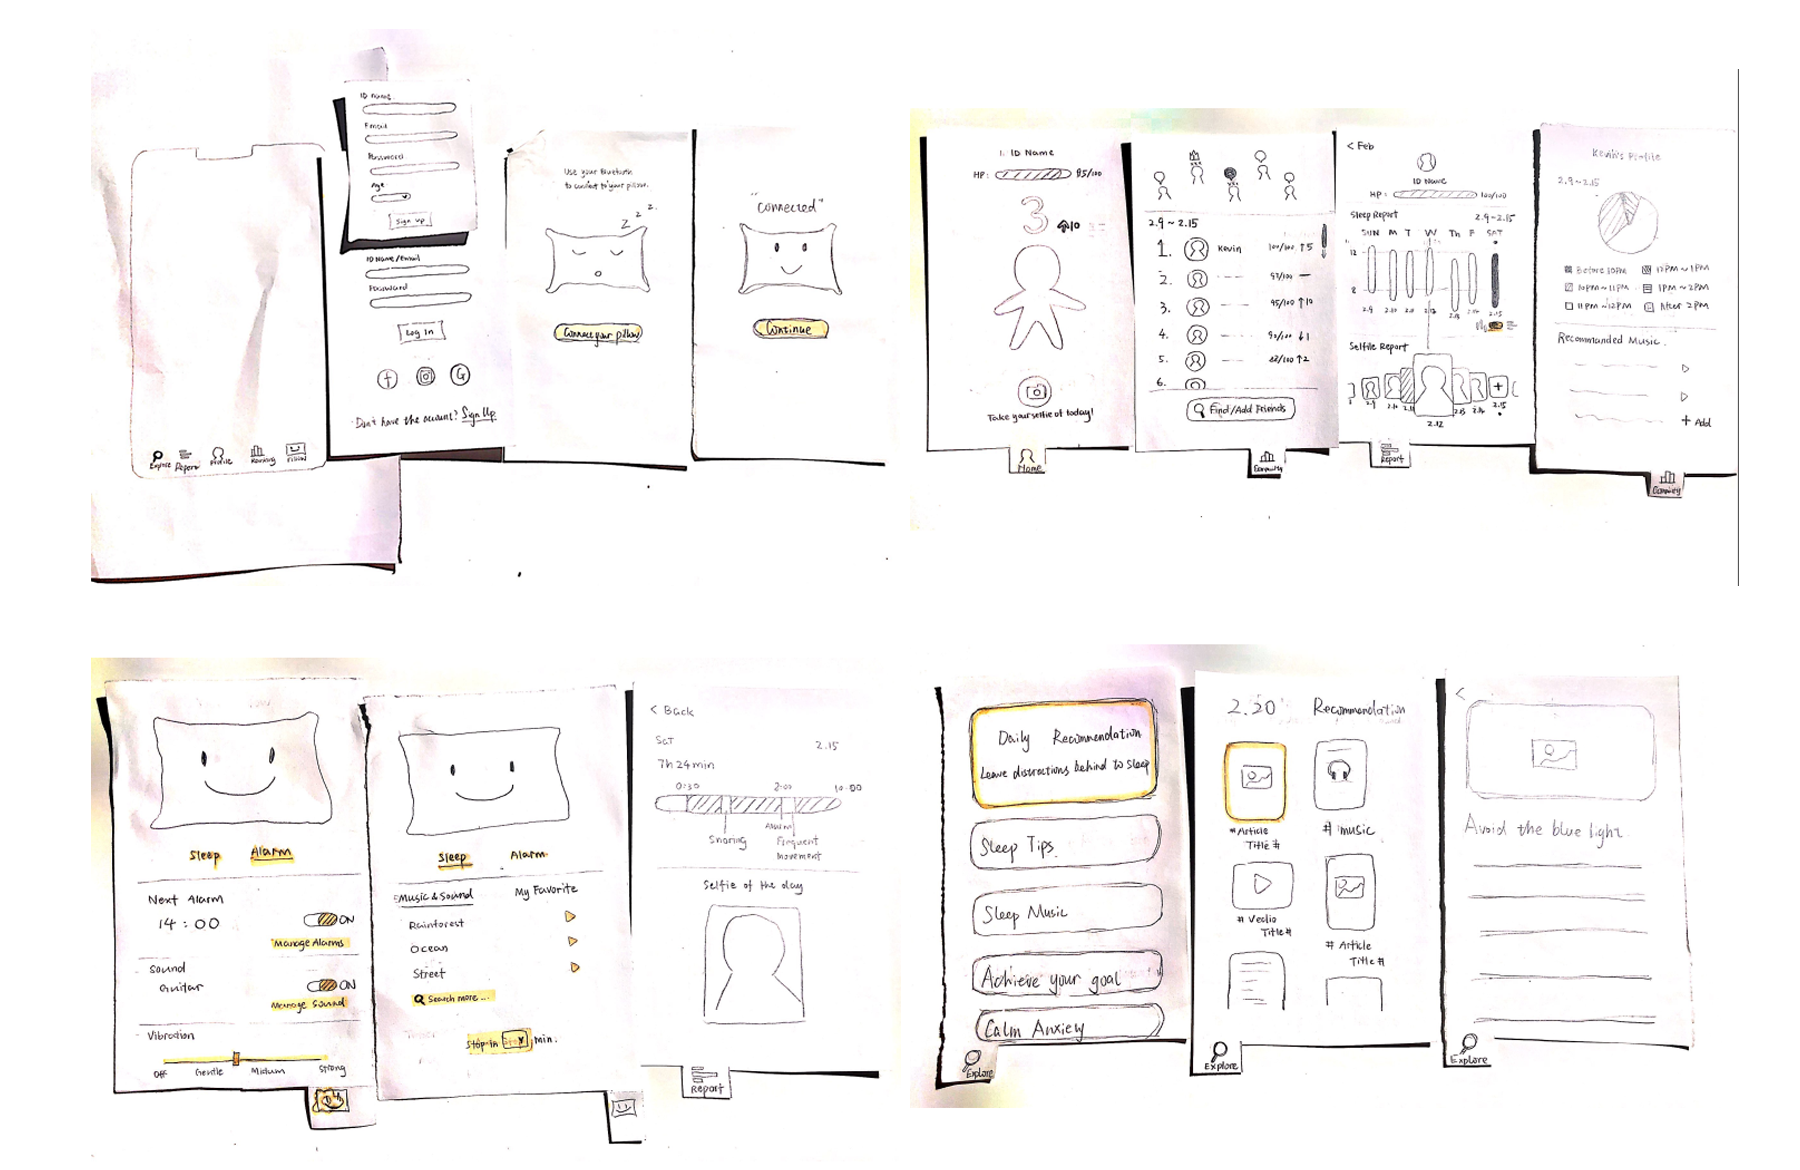 Explore
Report
Profile
Ranking
Pillow
ID name.
Email
Password
Age
Sign up
ID Name/Email
Password
Log In
Don't have the account? Sign Up
Use your Bluetooth
to connect to your pillow.
z z z.
Connect your pillow
"Connected"
Continue
1. ID Name
HP: 95/100
3 10
Take your selfie of today!
Home
2.9 ~ 2.15
1. Kevin 100/100 ↑5
2. 97/100 —
3. 95/100 ↑10
4. 90/100 ↓1
5. 88/100 ↑2
6.
Find/Add Friends
< Feb
ID Name
HP: 100/100
Sleep Report 2.9~2.15
SUN M T W Th F SAT
12
8
2.9 2.10 2.11 2.12 2.13 2.14 2.15
Selfile Report
2.9 2.10 2.11 2.13 2.14 2.15
2.12
Report
Kevin's Profile
2.9~2.15
Before 10PM 12PM~1PM
10PM~11PM 1PM~2PM
11PM~12PM After 2PM
Recommanded Music.
+ Add
Sleep Alarm
Next Alarm
14:00 ON
Manage Alarms
Sound
Guitar ON
Manage Sound
Vibration
Off Gentle Midium Strong
Sleep Alarm
Music & Sound My Favorite
Rainforest
Ocean
Street
Search more ...
Stop in min.
< Back
SAT 2.15
7h 24min
0:30 10:00
Snoring
Alarm
Frequent
movement
Selfie of the day
Report
Daily Recommendation
Leave distractions behind to sleep
Sleep Tips
Sleep Music
Achieve your goal
Calm Anxiety
Explore
2.20 Recommendation
# Article
Title #
# music
# Vedio
Title #
# Article
Title #
Explore
<
Avoid the blue light
Explore